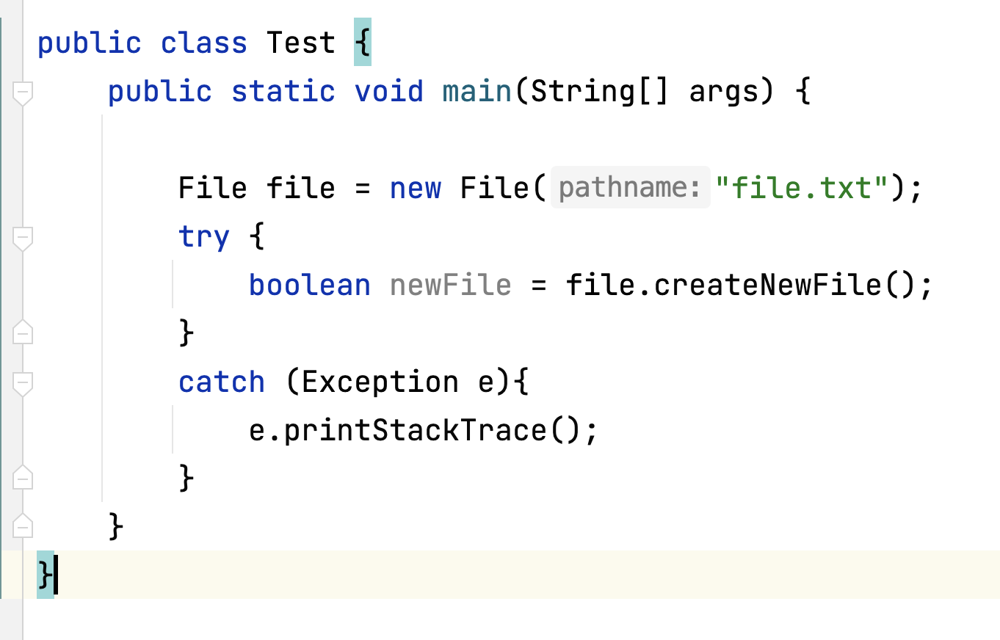 public class Test {
public static void main(String[] args) {
File file = new File( pathname: "file.txt");
try {
boolean newFile = file.createNewFile();
}
catch (Exception e){
e.printStackTrace();
}
}
}